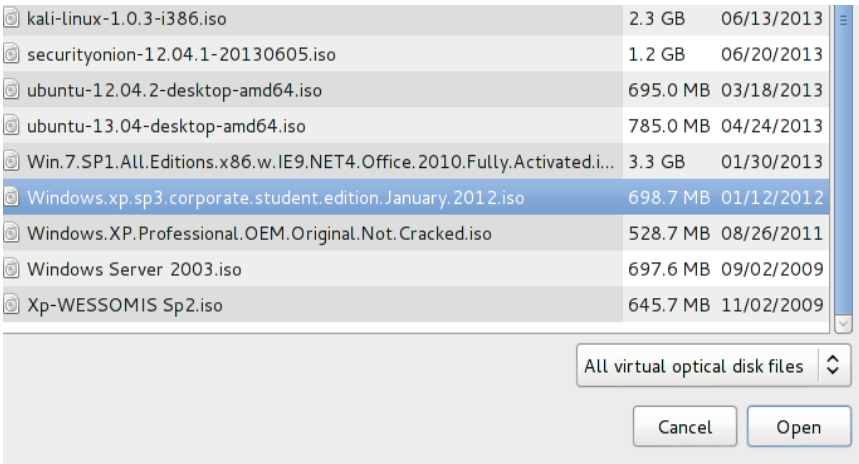 kali-linux-1.0.3-i386.iso 2.3 GB 06/13/2013
securityonion-12.04.1-20130605.iso 1.2 GB 06/20/2013
ubuntu-12.04.2-desktop-amd64.iso 695.0 MB 03/18/2013
ubuntu-13.04-desktop-amd64.iso 785.0 MB 04/24/2013
Win.7.SP1.All.Editions.x86.w.IE9.NET4.Office.2010.Fully.Activated.i... 3.3 GB 01/30/2013
Windows.xp.sp3.corporate.student.edition.January.2012.iso 698.7 MB 01/12/2012
Windows.XP.Professional.OEM.Original.Not.Cracked.iso 528.7 MB 08/26/2011
Windows Server 2003.iso 697.6 MB 09/02/2009
Xp-WESSOMIS Sp2.iso 645.7 MB 11/02/2009
All virtual optical disk files
Cancel Open